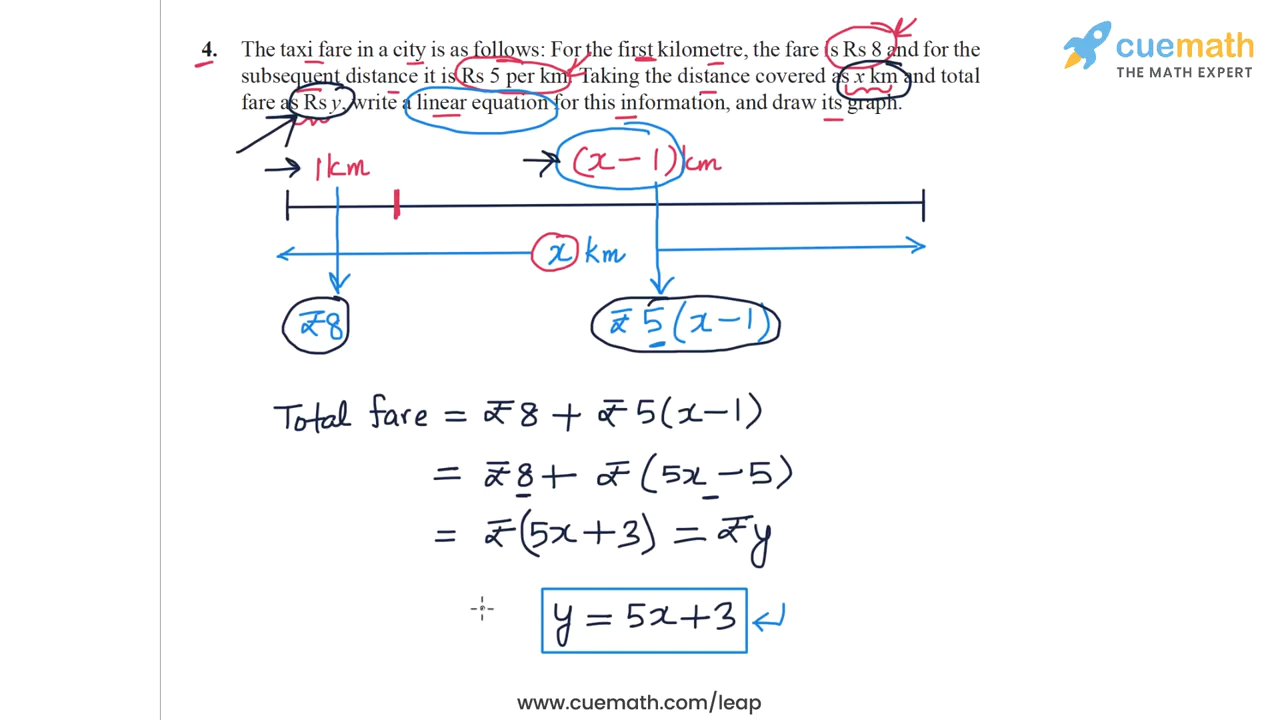 4. The taxi fare in a city is as follows: For the first kilometre, the fare is Rs 8 and for the
subsequent distance it is Rs 5 per km. Taking the distance covered as x km and total
fare as Rs y, write a linear equation for this information, and draw its graph.
cuemath
THE MATH EXPERT
1 km (x - 1) km
x km
₹8 ₹ 5 (x - 1)
Total fare = ₹ 8 + ₹ 5(x - 1)
= ₹ 8 + ₹ (5x - 5)
= ₹ (5x + 3) = ₹ y
y = 5x + 3
www.cuemath.com/leap